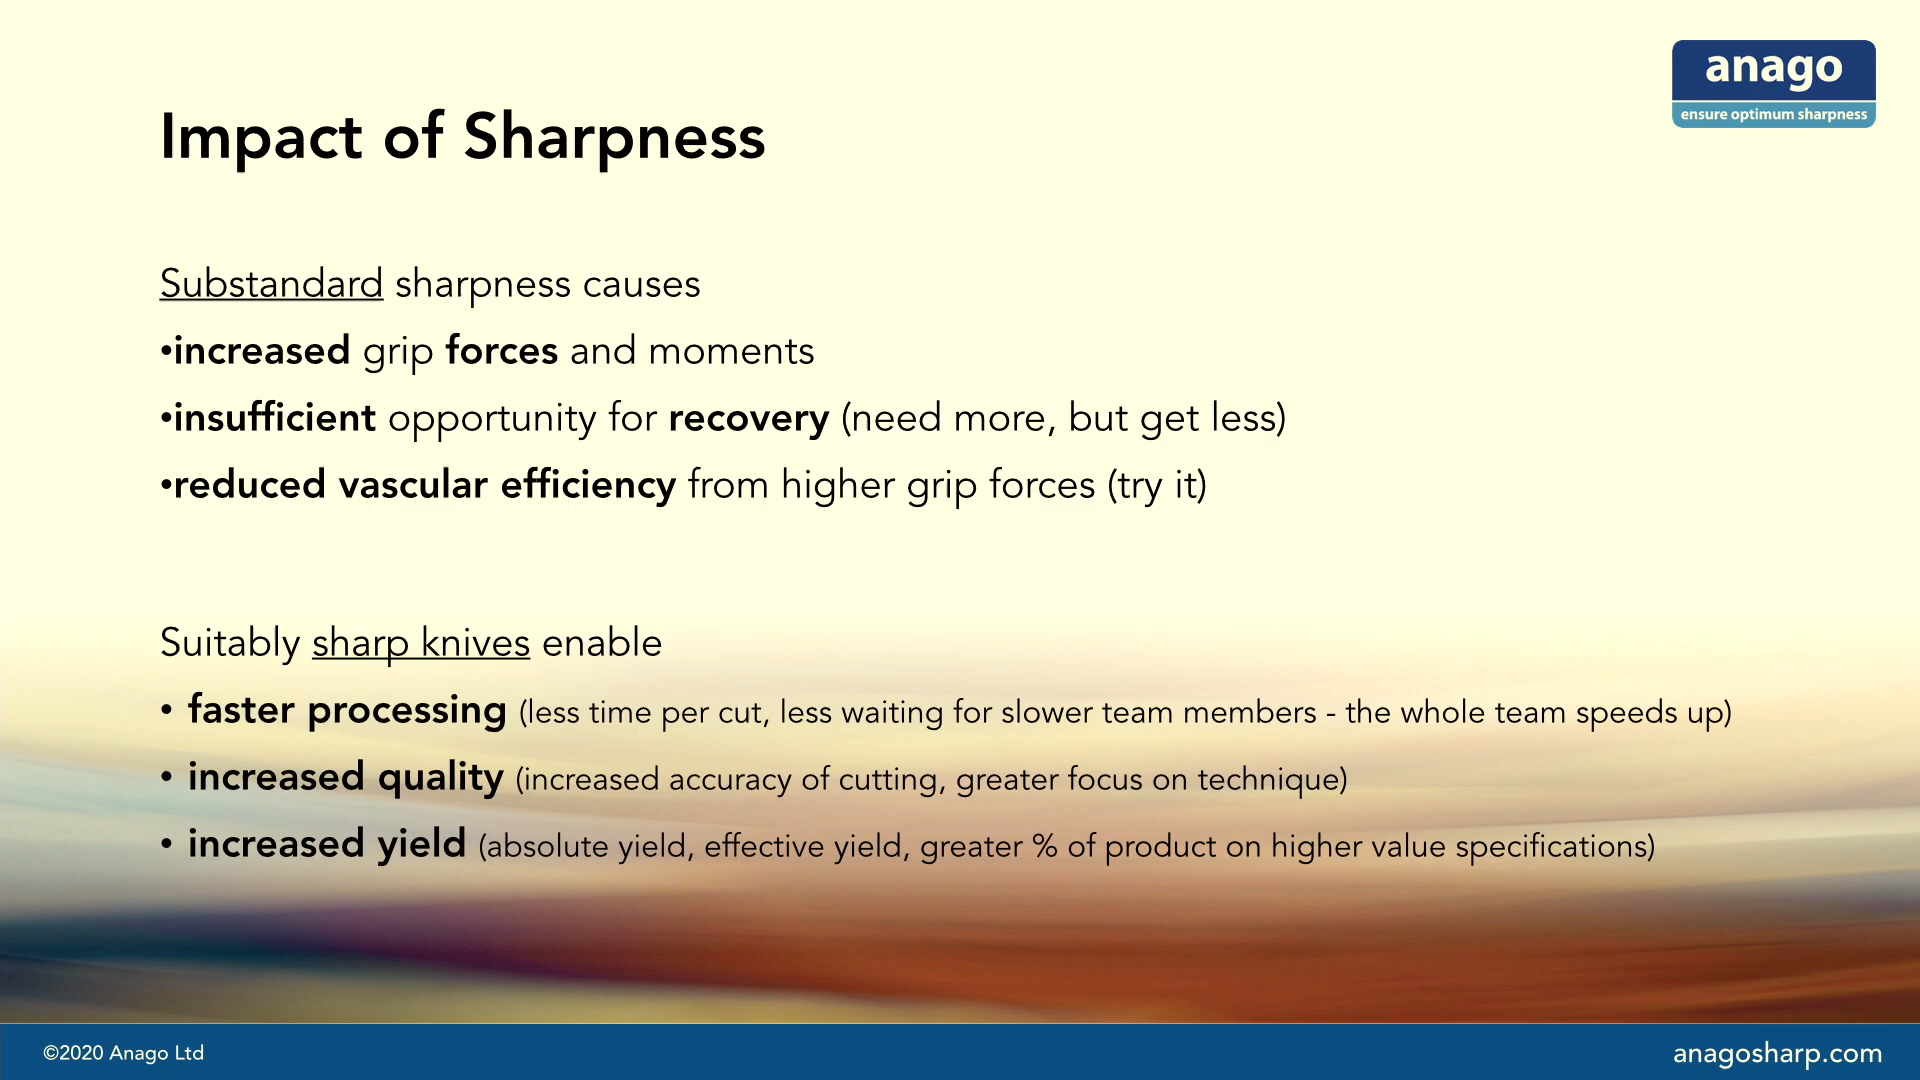 anago
ensure optimum sharpness
Impact of Sharpness
Substandard sharpness causes
•increased grip forces and moments
•insufficient opportunity for recovery (need more, but get less)
•reduced vascular efficiency from higher grip forces (try it)
Suitably sharp knives enable
• faster processing (less time per cut, less waiting for slower team members - the whole team speeds up)
• increased quality (increased accuracy of cutting, greater focus on technique)
• increased yield (absolute yield, effective yield, greater % of product on higher value specifications)
©2020 Anago Ltd
anagosharp.com